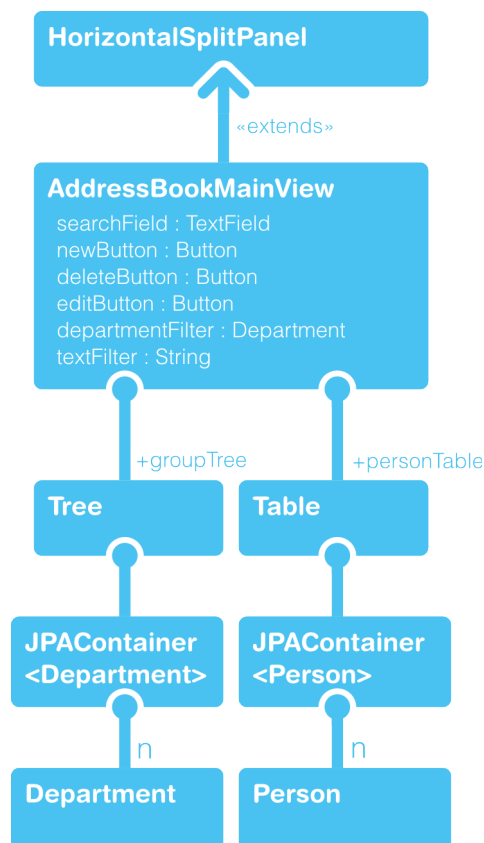 HorizontalSplitPanel
«extends»
AddressBookMainView
searchField : TextField
newButton : Button
deleteButton : Button
editButton : Button
departmentFilter : Department
textFilter : String
+groupTree
+personTable
Tree
Table
JPAContainer
<Department>
JPAContainer
<Person>
n
n
Department
Person